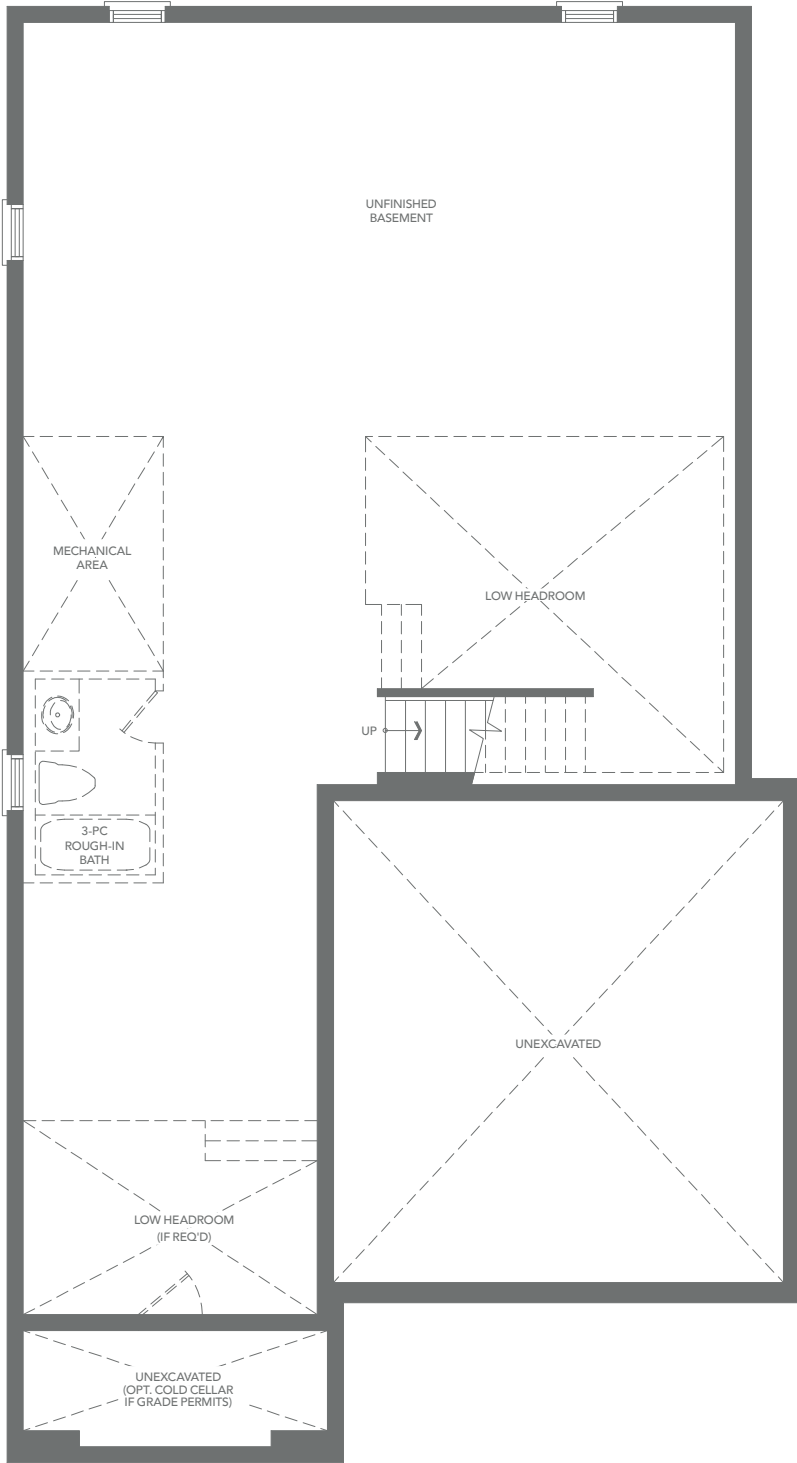 UNFINISHED
BASEMENT
MECHANICAL
AREA
LOW HEADROOM
UP
3-PC
ROUGH-IN
BATH
UNEXCAVATED
LOW HEADROOM
(IF REQ'D)
UNEXCAVATED
(OPT. COLD CELLAR
IF GRADE PERMITS)